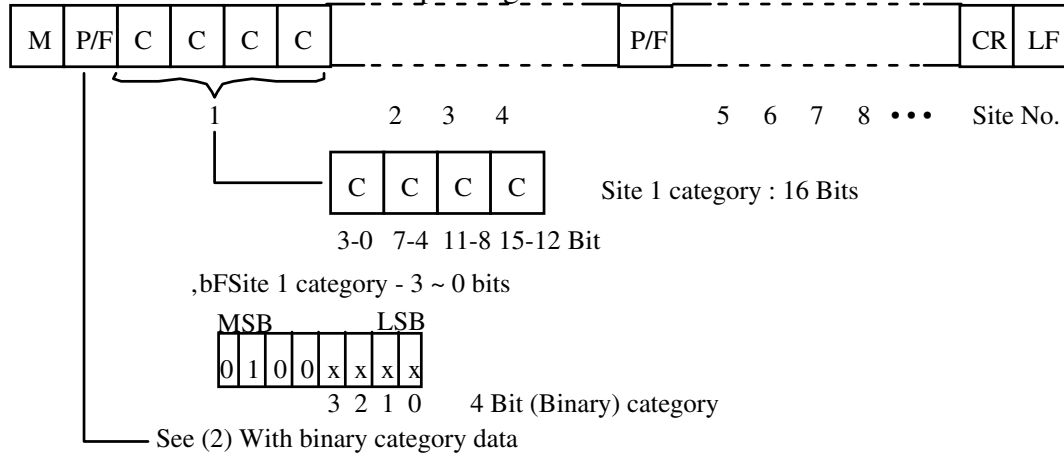 M P/F C C C C P/F CR LF
1 2 3 4 5 6 7 8 ••• Site No.
C C C C Site 1 category : 16 Bits
3-0 7-4 11-8 15-12 Bit
,bFSite 1 category - 3 ~ 0 bits
MSB LSB
0 1 0 0 x x x x
3 2 1 0 4 Bit (Binary) category
See (2) With binary category data